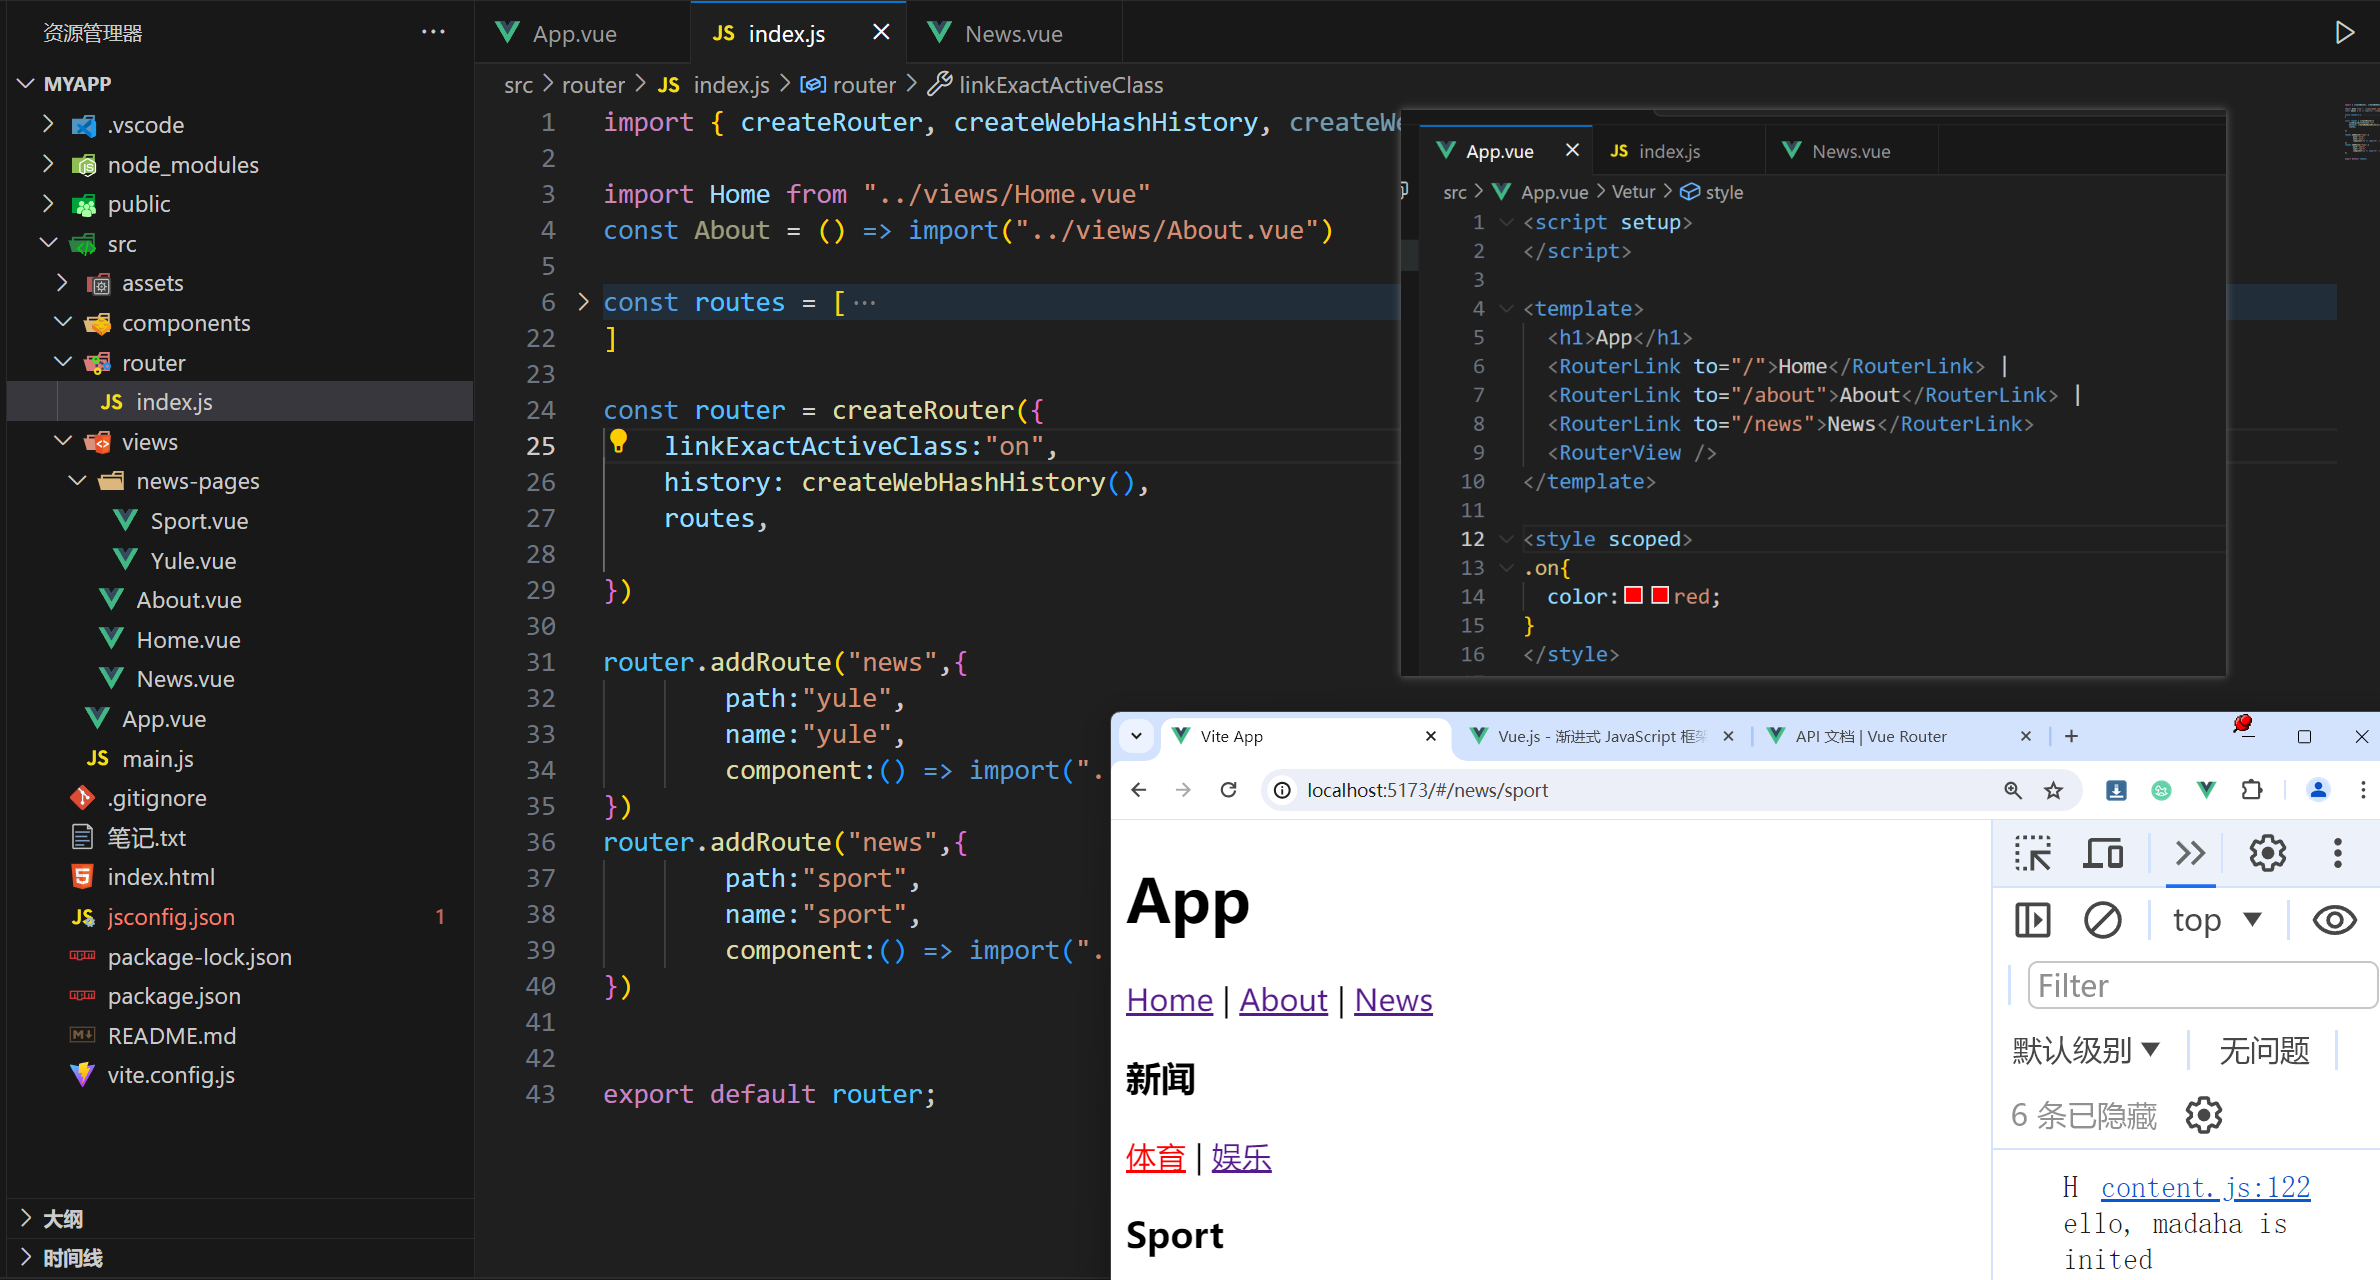 资源管理器
MYAPP
.vscode
node_modules
public
src
assets
components
router
index.js
views
news-pages
Sport.vue
Yule.vue
About.vue
Home.vue
News.vue
App.vue
main.js
.gitignore
笔记.txt
index.html
jsconfig.json 1
package-lock.json
package.json
README.md
vite.config.js
大纲
时间线
App.vue
JS index.js
News.vue
src > router > JS index.js > router > linkExactActiveClass
1 import { createRouter, createWebHashHistory, createWe
2
3 import Home from "../views/Home.vue"
4 const About = () => import("../views/About.vue")
5
6 const routes = [ ···
22 ]
23
24 const router = createRouter({
25 linkExactActiveClass:"on",
26 history: createWebHashHistory(),
27 routes,
28
29 })
30
31 router.addRoute("news",{
32 path:"yule",
33 name:"yule",
34 component:() => import(".
35 })
36 router.addRoute("news",{
37 path:"sport",
38 name:"sport",
39 component:() => import(".
40 })
41
42
43 export default router;
App.vue
JS index.js
News.vue
src > App.vue > Vetur > style
1 <script setup>
2 </script>
3
4 <template>
5 <h1>App</h1>
6 <RouterLink to="/">Home</RouterLink> |
7 <RouterLink to="/about">About</RouterLink> |
8 <RouterLink to="/news">News</RouterLink>
9 <RouterView />
10 </template>
11
12 <style scoped>
13 .on{
14 color:red;
15 }
16 </style>
Vite App
Vue.js - 渐进式 JavaScript 框架
API 文档 | Vue Router
localhost:5173/#/news/sport
App
Home | About | News
新闻
体育 | 娱乐
Sport
top
Filter
默认级别
无问题
6 条已隐藏
H content.js:122
ello, madaha is
inited